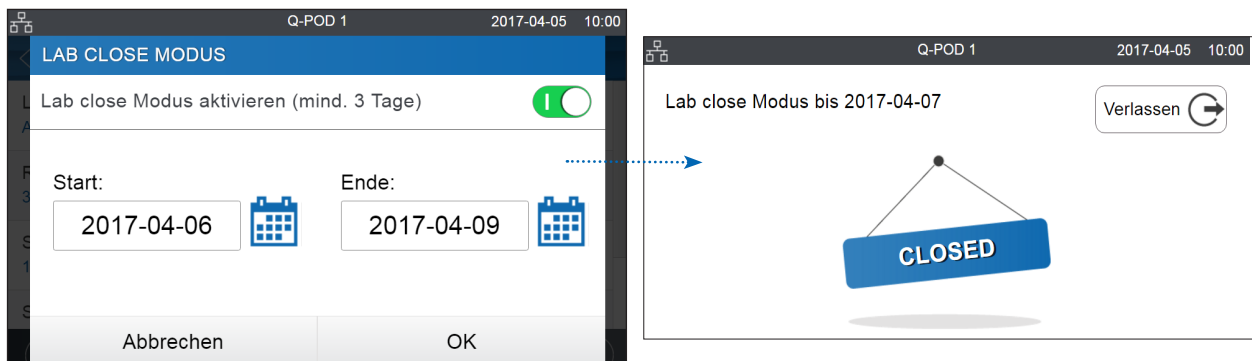 Q-POD 1 2017-04-05 10:00
LAB CLOSE MODUS
Lab close Modus aktivieren (mind. 3 Tage)
Start: Ende:
2017-04-06 2017-04-09
Abbrechen OK
Q-POD 1 2017-04-05 10:00
Lab close Modus bis 2017-04-07 Verlassen
CLOSED